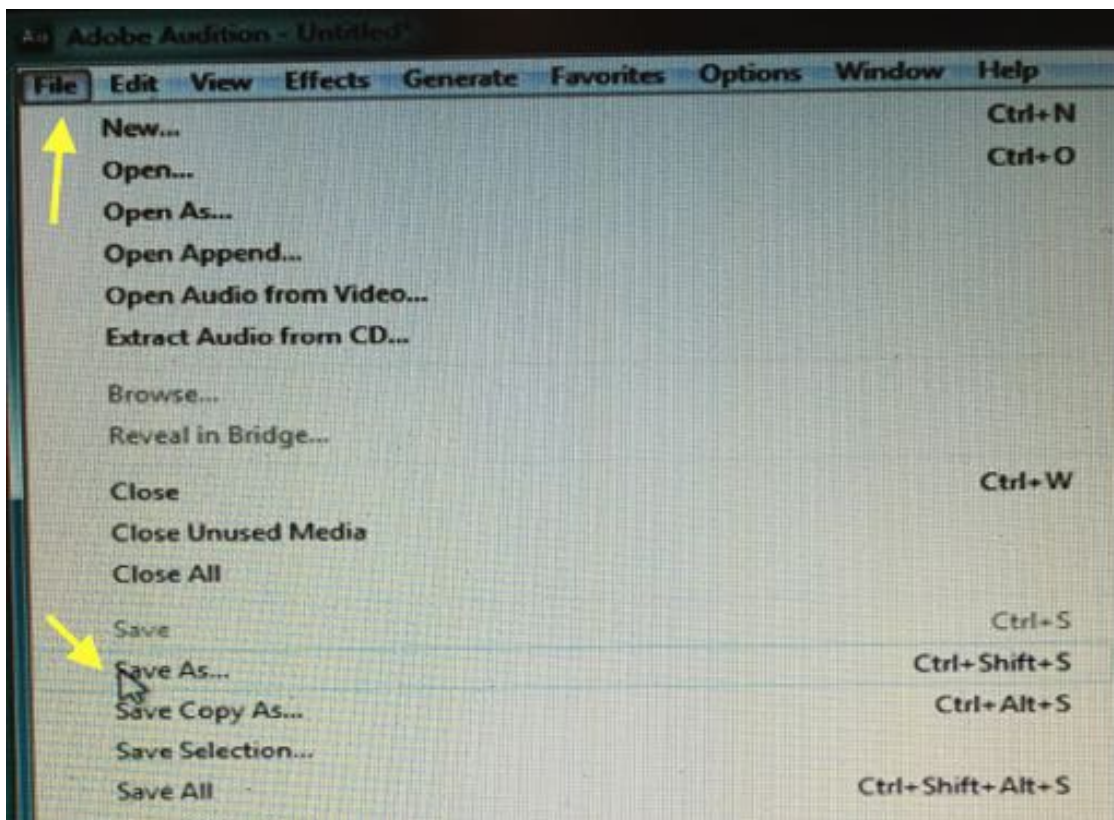 Au Adobe Audition - Untitled*
File Edit View Effects Generate Favorites Options Window Help
New... Ctrl+N
Open... Ctrl+O
Open As...
Open Append...
Open Audio from Video...
Extract Audio from CD...
Browse...
Reveal in Bridge...
Close Ctrl+W
Close Unused Media
Close All
Save Ctrl+S
Save As... Ctrl+Shift+S
Save Copy As... Ctrl+Alt+S
Save Selection...
Save All Ctrl+Shift+Alt+S